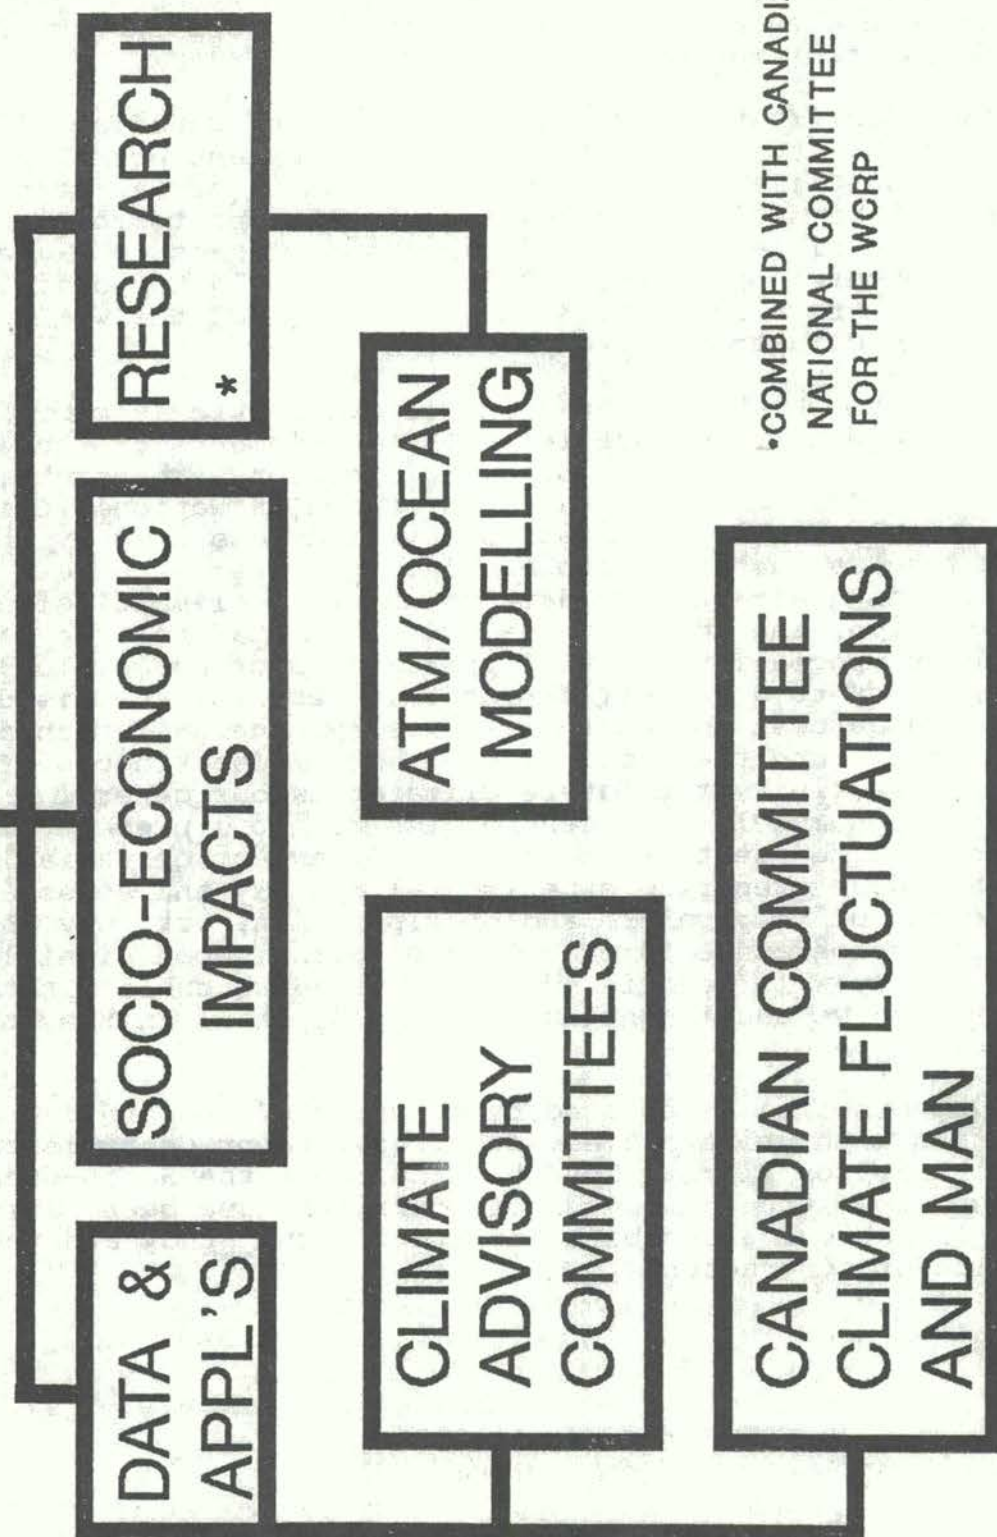 DATA &
APPL'S
SOCIO-ECONOMIC
IMPACTS
RESEARCH
*
CLIMATE
ADVISORY
COMMITTEES
ATM/OCEAN
MODELLING
CANADIAN COMMITTEE
CLIMATE FLUCTUATIONS
AND MAN
*COMBINED WITH
NATIONAL COMMITTEE
FOR THE WCRP